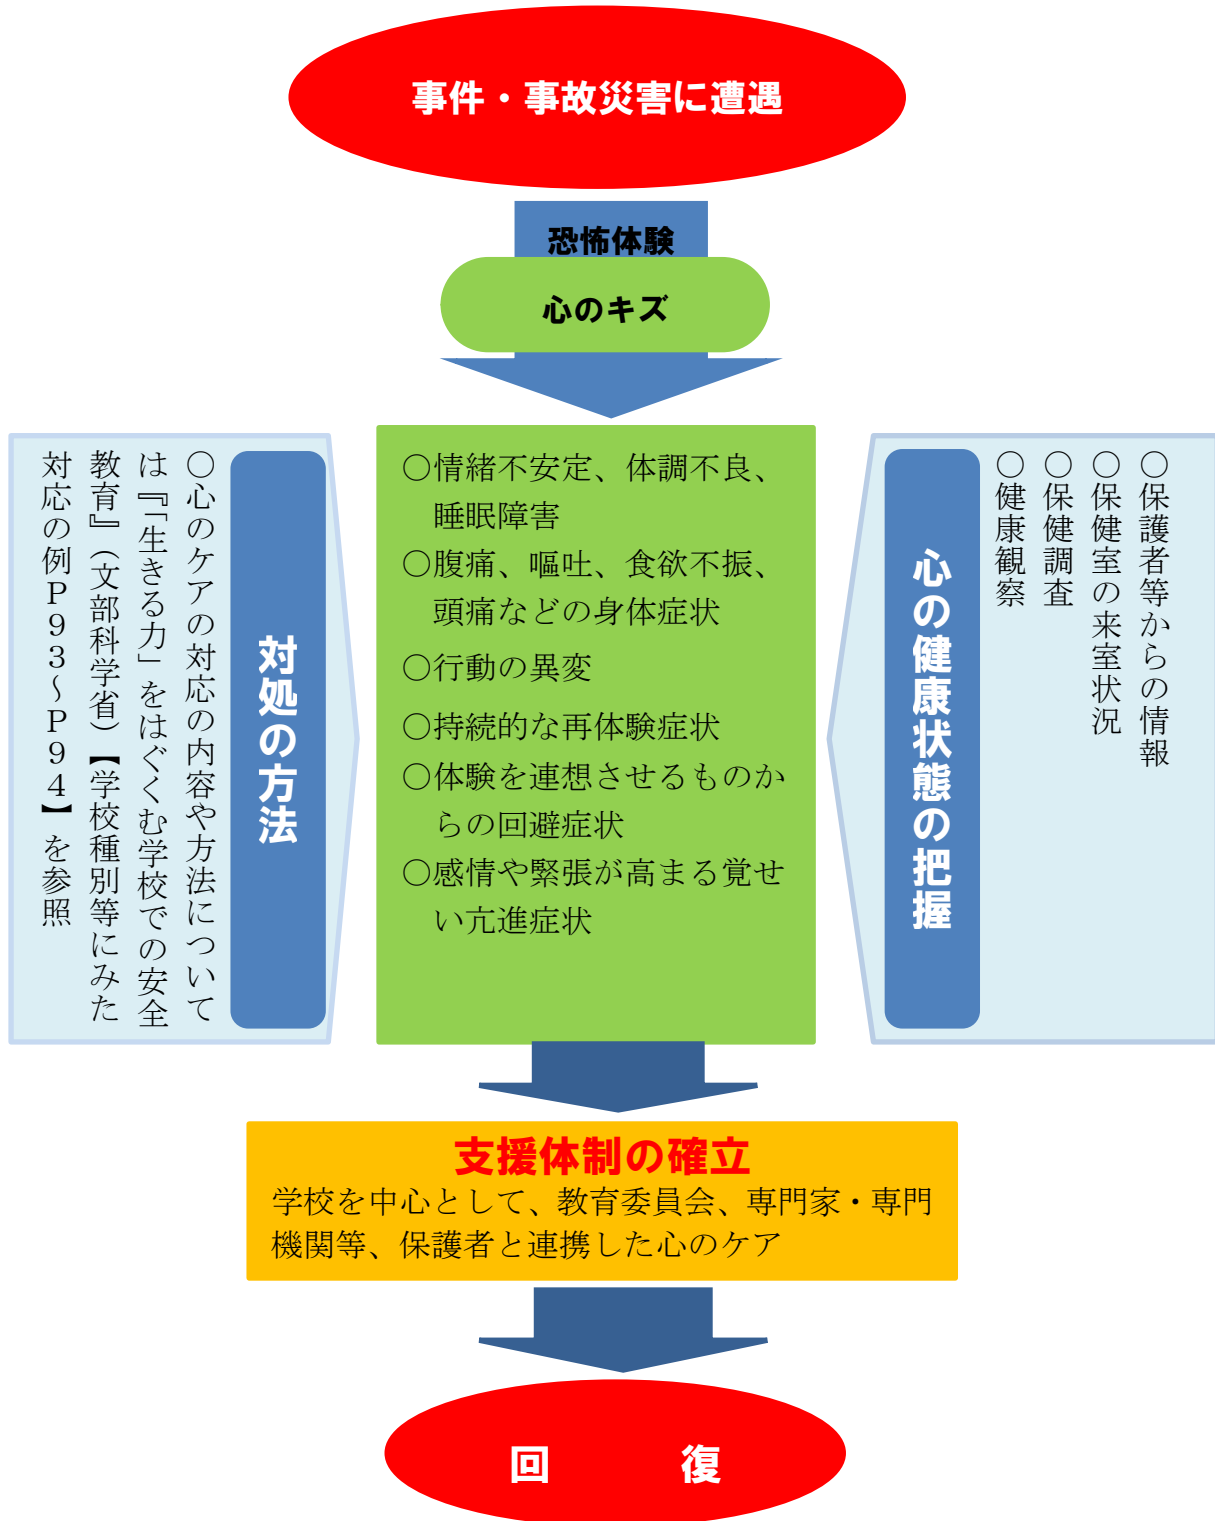 事件・事故災害に遭遇
恐怖体験
心のキズ
○情緒不安定、体調不良、
睡眠障害
○腹痛、嘔吐、食欲不振、
頭痛などの身体症状
○行動の異変
○持続的な再体験症状
○体験を連想させるものか
らの回避症状
○感情や緊張が高まる覚せ
い亢進症状
心の健康状態の把握
○保護者等からの情報
○保健室の来室状況
○保健調査
○健康観察
対処の方法
○心のケアの対応の内容や方法について
は『「生きる力」をはぐくむ学校での安全
教育』（文部科学省）【学校種別等にみた
対応の例Ｐ９３～Ｐ９４】を参照
支援体制の確立
学校を中心として、教育委員会、専門家・専門
機関等、保護者と連携した心のケア
回　　復